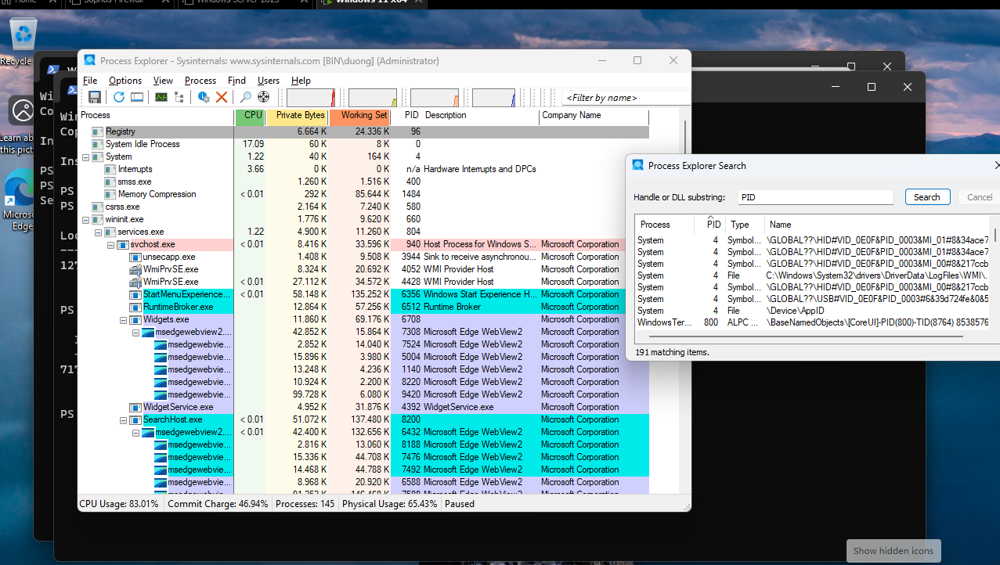 Home
Sophos Firewall
Windows Server 2025
Windows 11 x64
Recycle
Learn ab
this pict
Microso
Edge
Process Explorer - Sysinternals: www.sysinternals.com [BIN\duong] (Administrator)
File Options View Process Find Users Help
<Filter by name>
Process CPU Private Bytes Working Set PID Description Company Name
Registry 6.664 K 24.336 K 96
System Idle Process 17.09 60 K 8 K 0
System 1.22 40 K 164 K 4
Interrupts 3.66 0 K 0 K n/a Hardware Interrupts and DPCs
smss.exe 1.260 K 1.516 K 400
Memory Compression < 0.01 292 K 85.644 K 1484
csrss.exe 2.164 K 7.240 K 580
wininit.exe 1.776 K 9.620 K 660
services.exe 1.22 4.900 K 11.260 K 804
svchost.exe < 0.01 8.416 K 33.596 K 940 Host Process for Windows S... Microsoft Corporation
unsecapp.exe 1.408 K 9.508 K 3944 Sink to receive asynchronou... Microsoft Corporation
WmiPrvSE.exe 8.324 K 20.692 K 4052 WMI Provider Host Microsoft Corporation
WmiPrvSE.exe < 0.01 27.112 K 34.572 K 4428 WMI Provider Host Microsoft Corporation
StartMenuExperience... < 0.01 58.148 K 135.252 K 6356 Windows Start Experience H... Microsoft Corporation
RuntimeBroker.exe 12.864 K 57.256 K 6512 Runtime Broker Microsoft Corporation
Widgets.exe 11.860 K 69.176 K 6708 Microsoft Corporation
msedgewebview2.... 42.852 K 15.864 K 7308 Microsoft Edge WebView2 Microsoft Corporation
msedgewebvie... 2.852 K 14.040 K 7524 Microsoft Edge WebView2 Microsoft Corporation
msedgewebvie... 15.896 K 3.980 K 5004 Microsoft Edge WebView2 Microsoft Corporation
msedgewebvie... 13.248 K 4.236 K 1140 Microsoft Edge WebView2 Microsoft Corporation
msedgewebvie... 10.924 K 2.200 K 8220 Microsoft Edge WebView2 Microsoft Corporation
msedgewebvie... 99.728 K 6.080 K 9420 Microsoft Edge WebView2 Microsoft Corporation
WidgetService.exe 4.952 K 31.876 K 4392 WidgetService.exe Microsoft Corporation
SearchHost.exe < 0.01 51.072 K 137.480 K 8200 Microsoft Corporation
msedgewebview2.... < 0.01 42.400 K 132.656 K 6432 Microsoft Edge WebView2 Microsoft Corporation
msedgewebvie... 2.816 K 13.060 K 8188 Microsoft Edge WebView2 Microsoft Corporation
msedgewebvie... 15.336 K 44.708 K 7476 Microsoft Edge WebView2 Microsoft Corporation
msedgewebvie... 14.468 K 44.788 K 7492 Microsoft Edge WebView2 Microsoft Corporation
msedgewebvie... 8.968 K 20.920 K 6588 Microsoft Edge WebView2 Microsoft Corporation
CPU Usage: 83.01% Commit Charge: 46.94% Processes: 145 Physical Usage: 65.43% Paused
Process Explorer Search
Handle or DLL substring: PID Search Cancel
Process PID Type Name
System 4 Symbol... \GLOBAL??\HID#VID_0E0F&PID_0003&MI_01#8&34ace7
System 4 Symbol... \GLOBAL??\HID#VID_0E0F&PID_0003&MI_01#8&34ace7
System 4 Symbol... \GLOBAL??\HID#VID_0E0F&PID_0003&MI_00#8&217ccb
System 4 File C:\Windows\System32\drivers\DriverData\LogFiles\WMI\.
System 4 Symbol... \GLOBAL??\HID#VID_0E0F&PID_0003&MI_00#8&217ccb
System 4 Symbol... \GLOBAL??\USB#VID_0E0F&PID_0003#6&39d724fe&0&5
System 4 File \Device\AppID
WindowsTer... 800 ALPC ... \BaseNamedObjects\[CoreUI]-PID(800)-TID(8764) 8538576
191 matching items.
Wi
Co
In
PS
PS
Se
Win
Cop
Ins
PS
PS
Loc
---
127
PS
I
-
717
PS
Show hidden icons